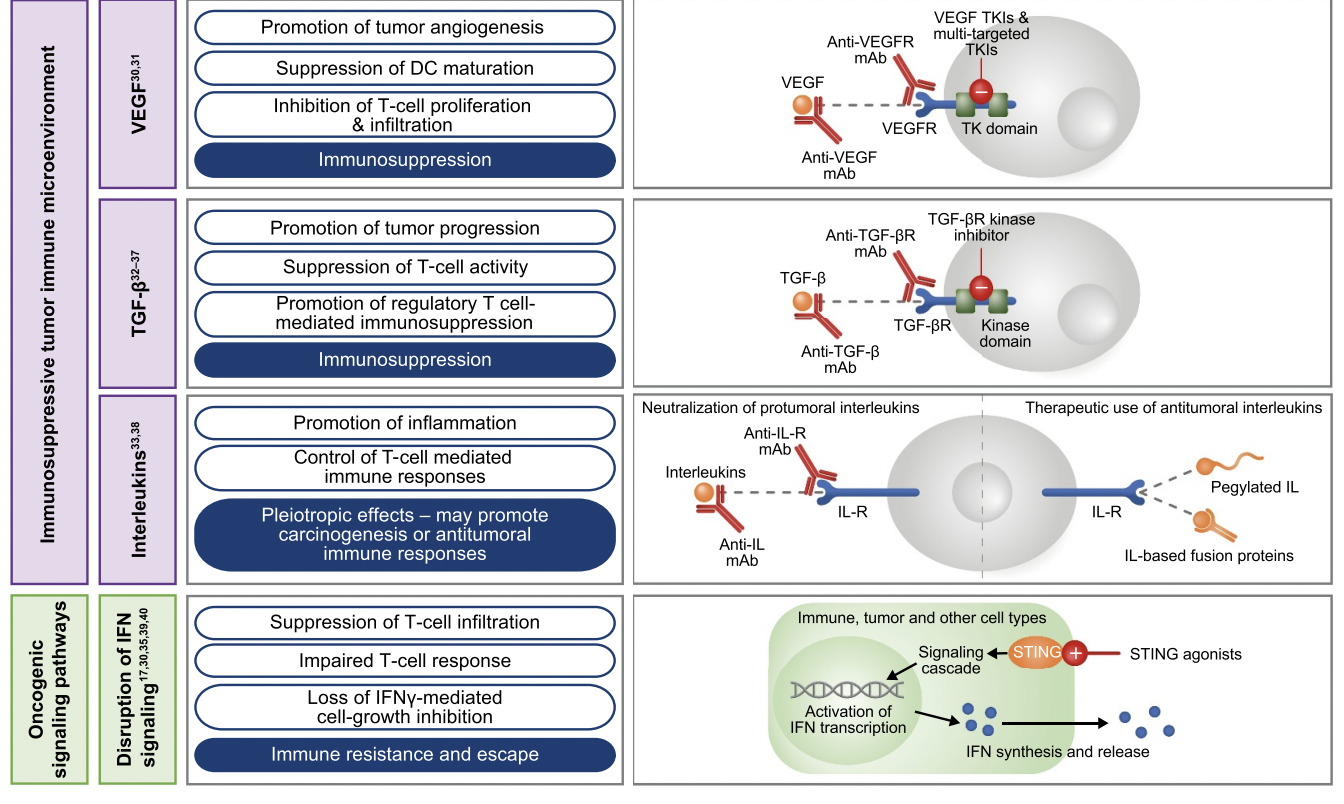 Immunosuppressive tumor immune microenvironment
VEGF30,31
Promotion of tumor angiogenesis
Suppression of DC maturation
Inhibition of T-cell proliferation
& infiltration
Immunosuppression
VEGF TKIs &
multi-targeted
TKIs
Anti-VEGFR
mAb
VEGF
VEGFR
TK domain
Anti-VEGF
mAb
TGF-β32–37
Promotion of tumor progression
Suppression of T-cell activity
Promotion of regulatory T cell-
mediated immunosuppression
Immunosuppression
TGF-βR kinase
inhibitor
Anti-TGF-βR
mAb
TGF-β
TGF-βR
Kinase
domain
Anti-TGF-β
mAb
Interleukins33,38
Promotion of inflammation
Control of T-cell mediated
immune responses
Pleiotropic effects – may promote
carcinogenesis or antitumoral
immune responses
Neutralization of protumoral interleukins
Therapeutic use of antitumoral interleukins
Anti-IL-R
mAb
Interleukins
IL-R
Anti-IL
mAb
IL-R
Pegylated IL
IL-based fusion proteins
Oncogenic
signaling pathways
Disruption of IFN
signaling17,30,35,39,40
Suppression of T-cell infiltration
Impaired T-cell response
Loss of IFNγ-mediated
cell-growth inhibition
Immune resistance and escape
Immune, tumor and other cell types
Signaling
cascade
STING
STING agonists
Activation of
IFN transcription
IFN synthesis and release